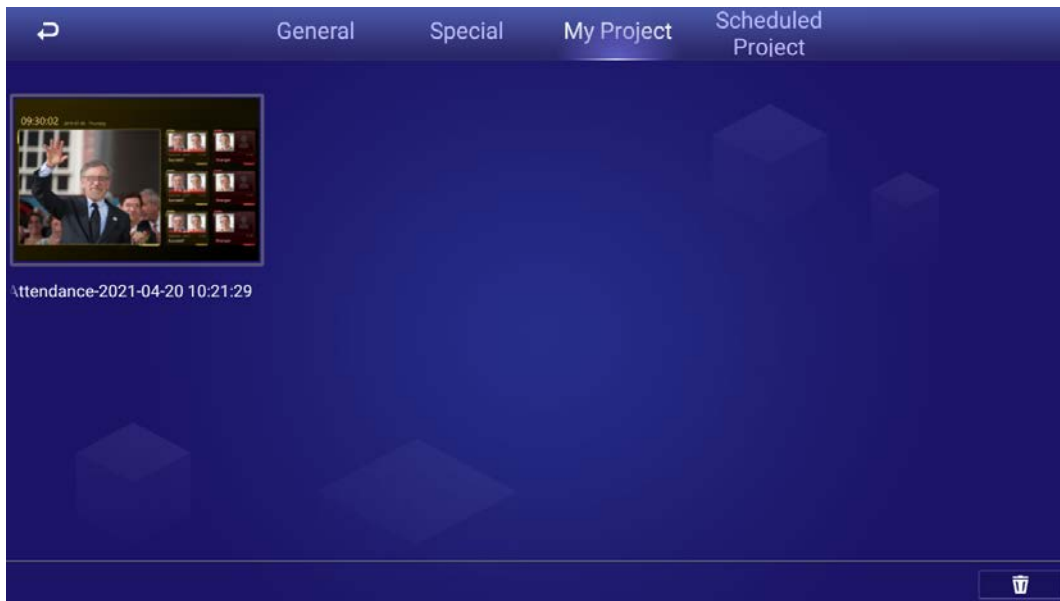 General
Special
My Project
Scheduled
Project
09:30:02
Attendance-2021-04-20 10:21:29